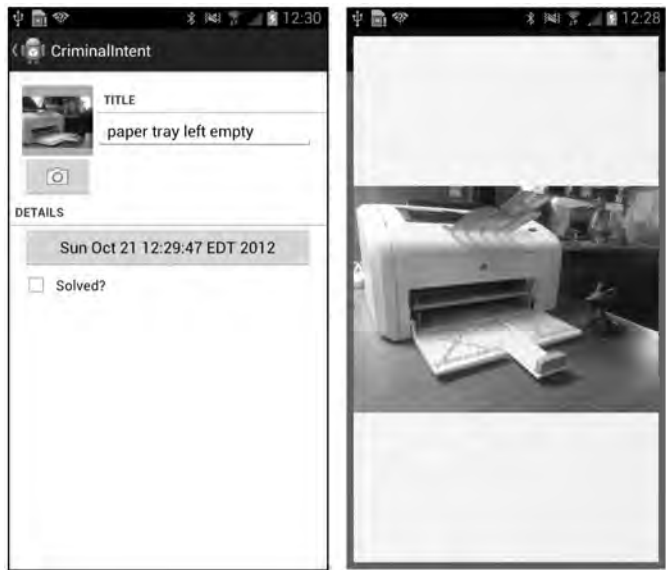 12:30
CriminalIntent
TITLE
paper tray left empty
DETAILS
Sun Oct 21 12:29:47 EDT 2012
Solved?
12:28